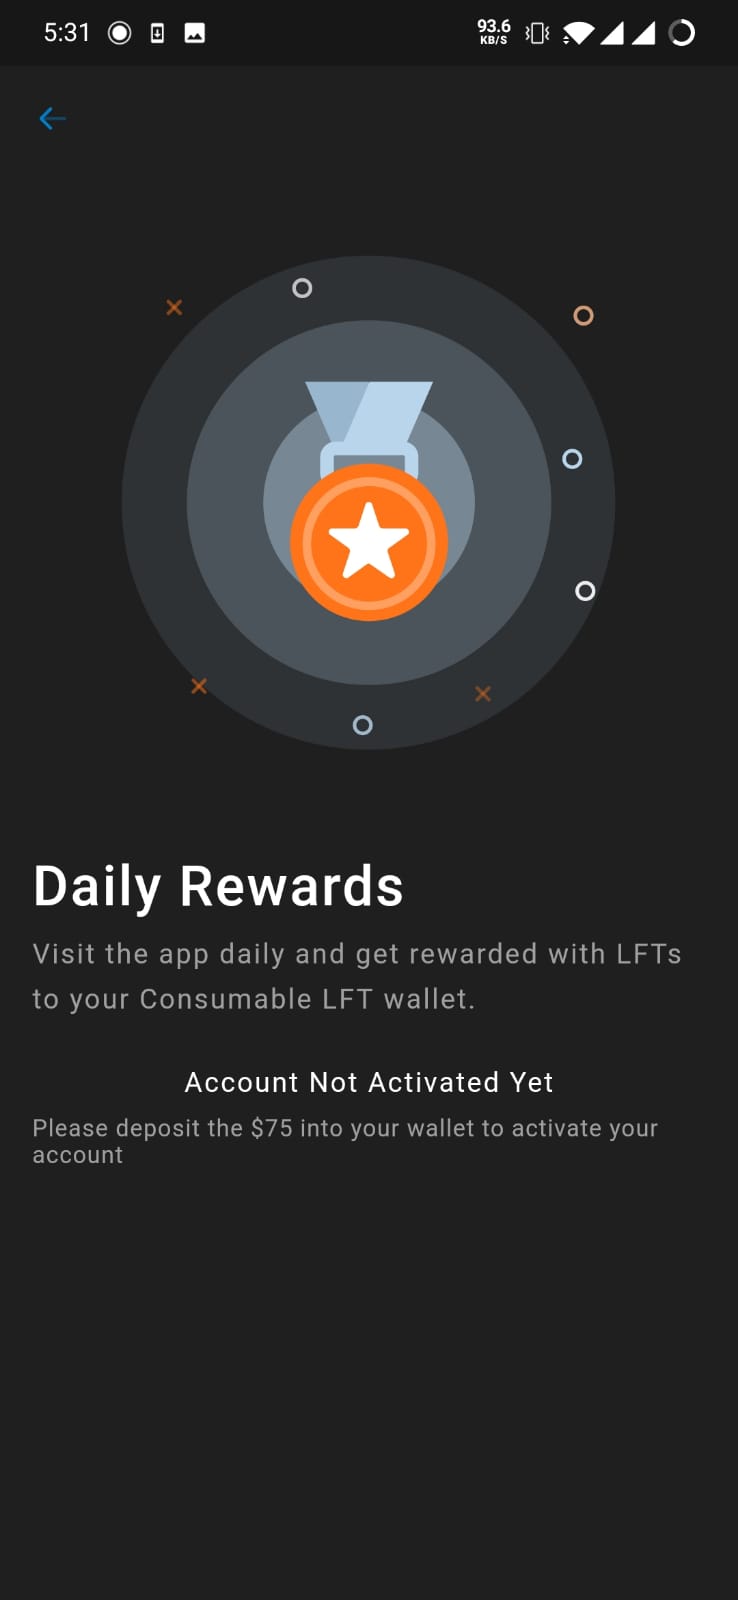 5:31
93.6
KB/S
Daily Rewards
Visit the app daily and get rewarded with LFTs
to your Consumable LFT wallet.
Account Not Activated Yet
Please deposit the $75 into your wallet to activate your
account